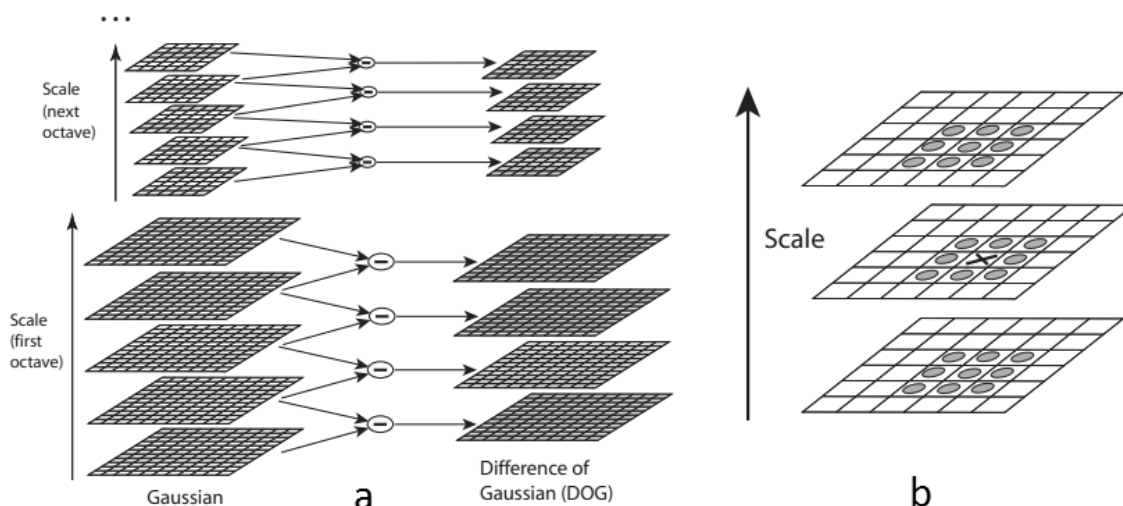 ...
Scale
(next
octave)
Scale
(first
octave)
Gaussian
a
Difference of
Gaussian (DOG)
Scale
b